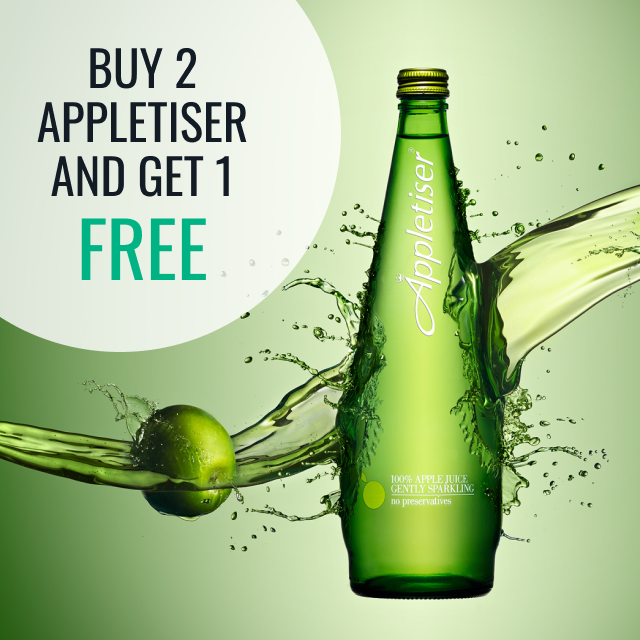 BUY 2
APPLETISER
AND GET 1
FREE
Appletiser
100% APPLE JUICE
GENTLY SPARKLING
no preservatives